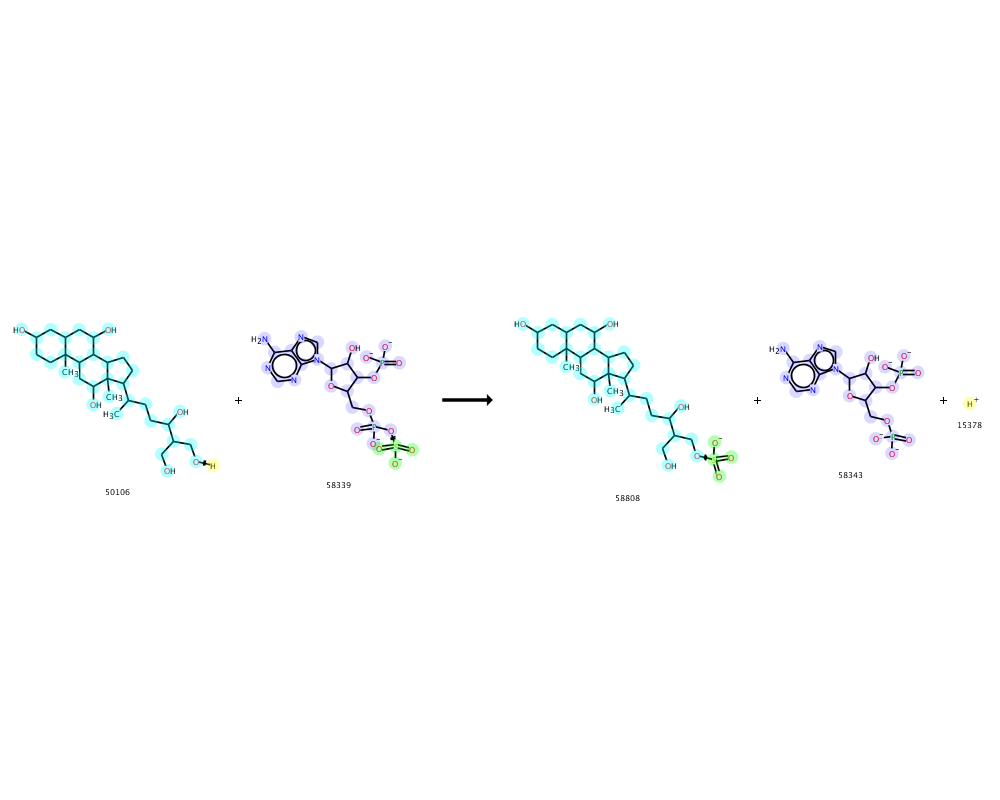 HO OH CH3 CH3 OH H3C OH OH O H
50106
+
H2N N N N N OH O O O- O- O O O O O- O O O O-
58339
HO OH CH3 CH3 OH H3C OH OH O O- O O
58808
+
H2N N N N N OH O O O- O- O O O- O O-
58343
+
H+
15378